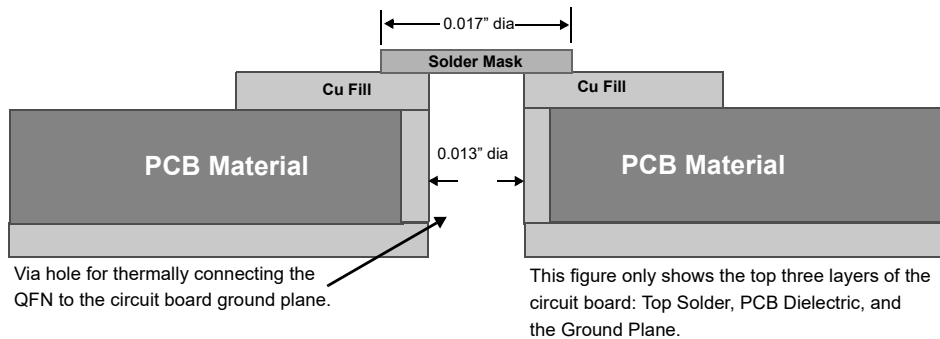 0.017” dia
Solder Mask
Cu Fill
Cu Fill
0.013” dia
PCB Material
PCB Material
Via hole for thermally connecting the
QFN to the circuit board ground plane.
This figure only shows the top three layers of the
circuit board: Top Solder, PCB Dielectric, and
the Ground Plane.